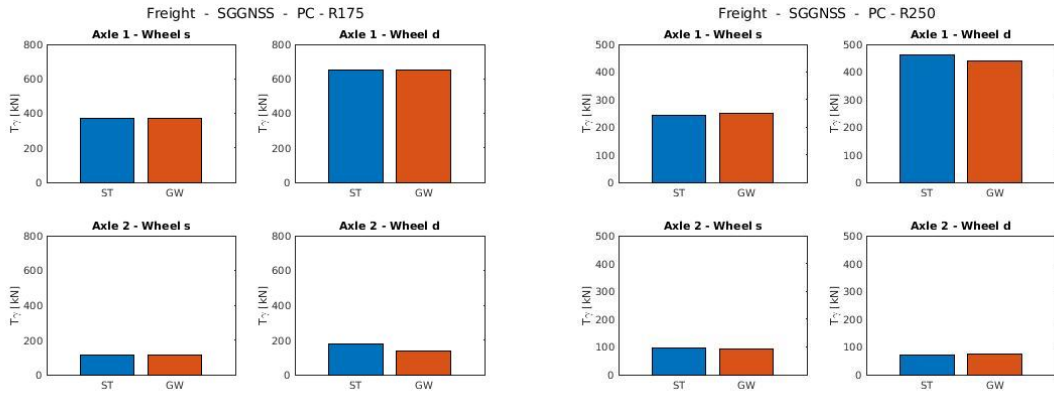 Freight - SGGNSS - PC - R175
Axle 1 - Wheel s
800
600
400
200
0
Tγ [kN]
ST GW
Axle 1 - Wheel d
800
600
400
200
0
Tγ [kN]
ST GW
Axle 2 - Wheel s
800
600
400
200
0
Tγ [kN]
ST GW
Axle 2 - Wheel d
800
600
400
200
0
Tγ [kN]
ST GW
Freight - SGGNSS - PC - R250
Axle 1 - Wheel s
500
400
300
200
100
0
Tγ [kN]
ST GW
Axle 1 - Wheel d
500
400
300
200
100
0
Tγ [kN]
ST GW
Axle 2 - Wheel s
500
400
300
200
100
0
Tγ [kN]
ST GW
Axle 2 - Wheel d
500
400
300
200
100
0
Tγ [kN]
ST GW